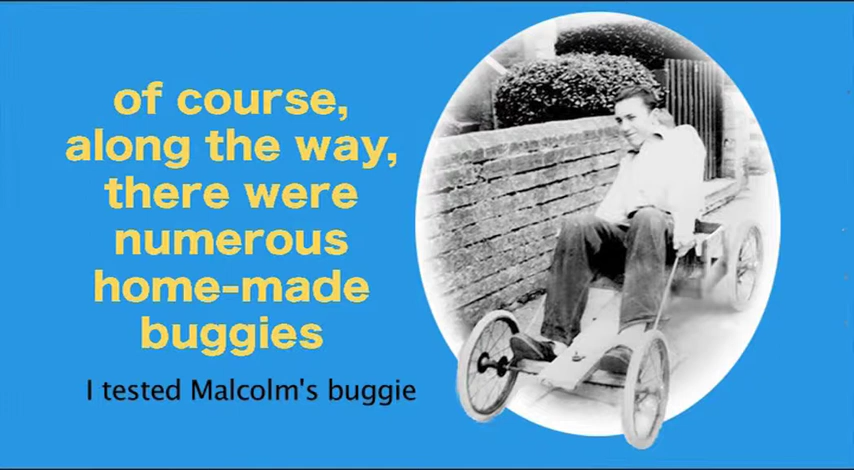 of course,
along the way,
there were
numerous
home-made
buggies
I tested Malcolm's buggie